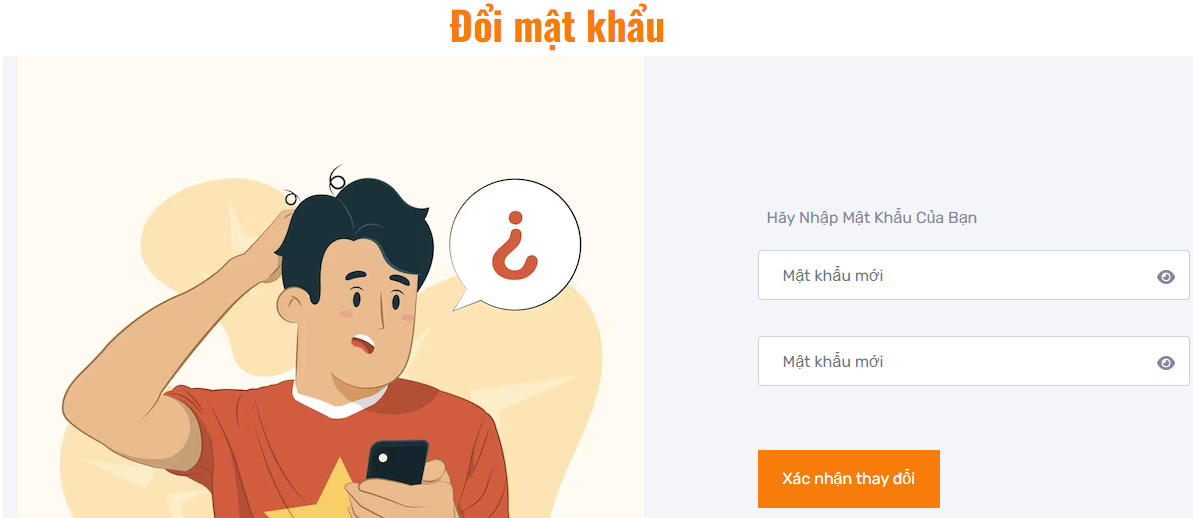 Đổi mật khẩu
¿
Hãy Nhập Mật Khẩu Của Bạn
Mật khẩu mới
Mật khẩu mới
Xác nhận thay đổi